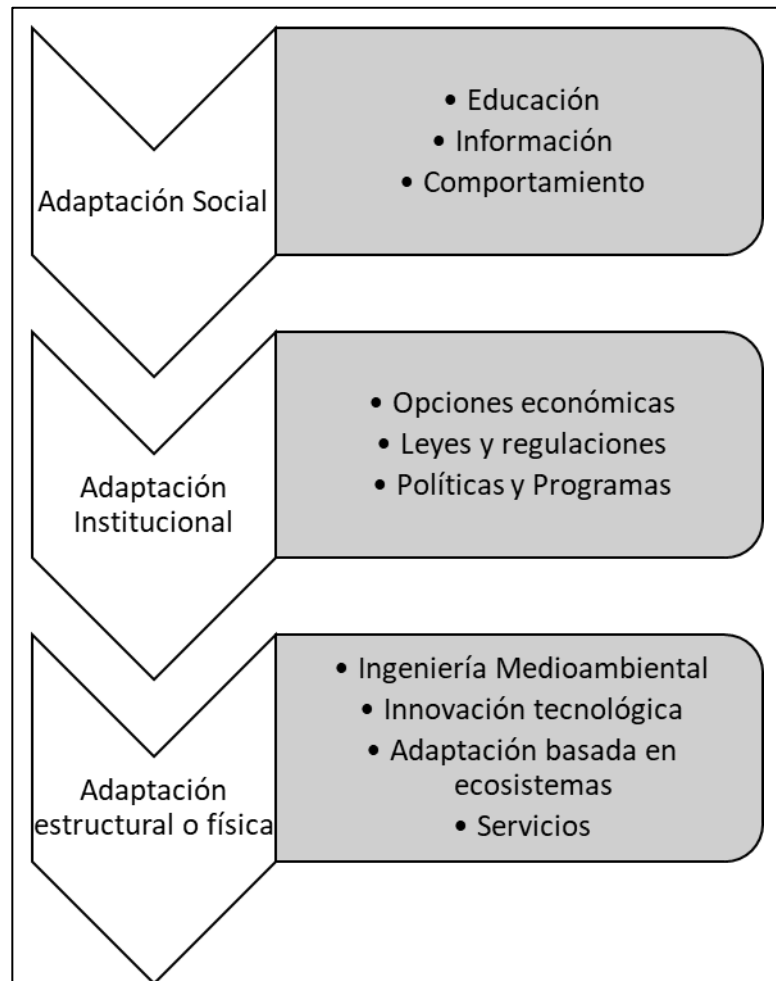 Adaptación Social
• Educación
• Información
• Comportamiento
Adaptación
Institucional
• Opciones económicas
• Leyes y regulaciones
• Políticas y Programas
Adaptación
estructural o física
• Ingeniería Medioambiental
• Innovación tecnológica
• Adaptación basada en
ecosistemas
• Servicios